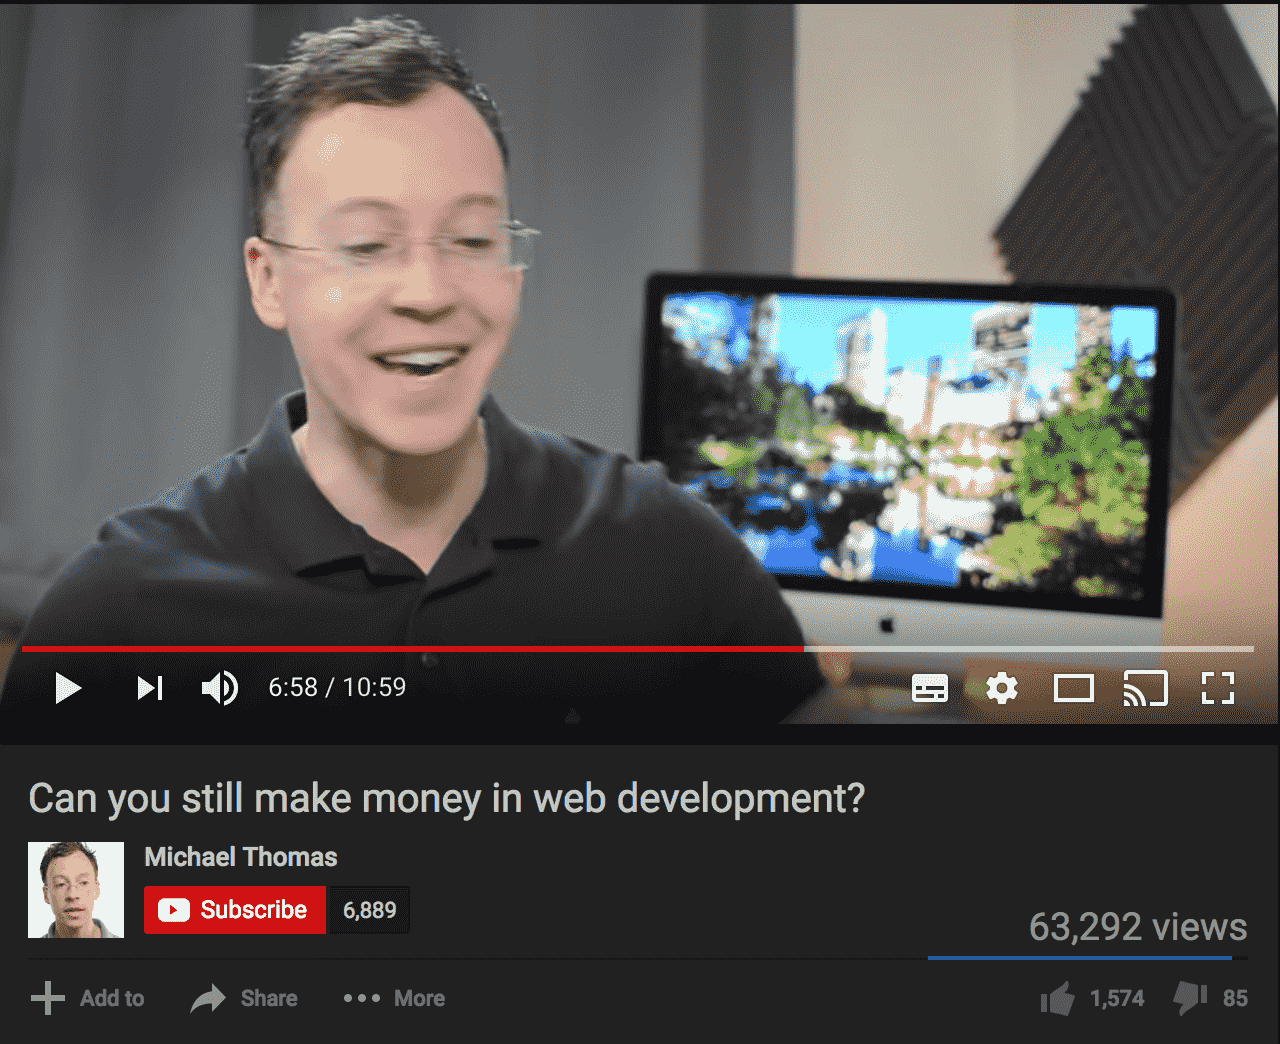 6:58 / 10:59
Can you still make money in web development?
Michael Thomas
Subscribe 6,889
63,292 views
Add to Share More 1,574 85